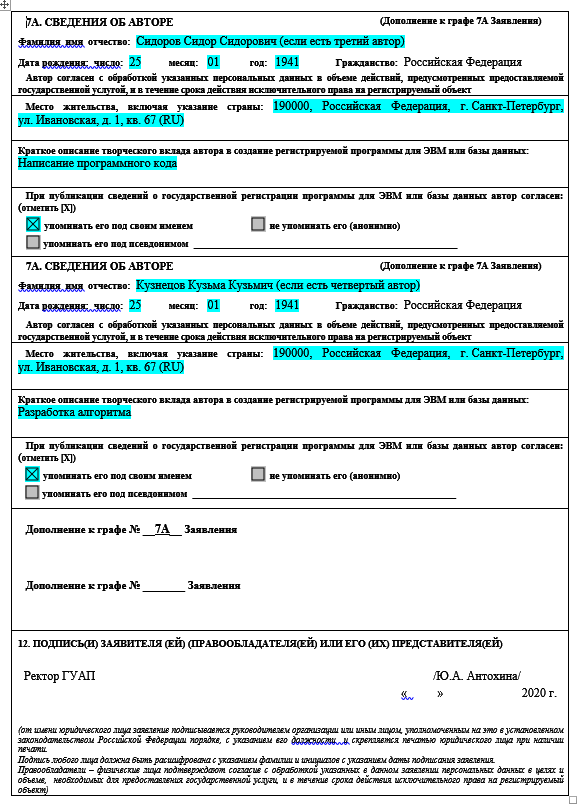 7А. СВЕДЕНИЯ ОБ АВТОРЕ (Дополнение к графе 7А Заявления)
Фамилия имя отчество: Сидоров Сидор Сидорович (если есть третий автор)
Дата рождения: число: 25 месяц: 01 год: 1941 Гражданство: Российская Федерация
Автор согласен с обработкой указанных персональных данных в объеме действий, предусмотренных предоставляемой
государственной услугой, и в течение срока действия исключительного права на регистрируемый объект
Место жительства, включая указание страны: 190000, Российская Федерация, г. Санкт-Петербург,
ул. Ивановская, д. 1, кв. 67 (RU)
Краткое описание творческого вклада автора в создание регистрируемой программы для ЭВМ или базы данных:
Написание программного кода
При публикации сведений о государственной регистрации программы для ЭВМ или базы данных автор согласен:
(отметить [X])
упоминать его под своим именем не упоминать его (анонимно)
упоминать его под псевдонимом
7А. СВЕДЕНИЯ ОБ АВТОРЕ (Дополнение к графе 7А Заявления)
Фамилия имя отчество: Кузнецов Кузьма Кузьмич (если есть четвертый автор)
Дата рождения: число: 25 месяц: 01 год: 1941 Гражданство: Российская Федерация
Автор согласен с обработкой указанных персональных данных в объеме действий, предусмотренных предоставляемой
государственной услугой, и в течение срока действия исключительного права на регистрируемый объект
Место жительства, включая указание страны: 190000, Российская Федерация, г. Санкт-Петербург,
ул. Ивановская, д. 1, кв. 67 (RU)
Краткое описание творческого вклада автора в создание регистрируемой программы для ЭВМ или базы данных:
Разработка алгоритма
При публикации сведений о государственной регистрации программы для ЭВМ или базы данных автор согласен:
(отметить [X])
упоминать его под своим именем не упоминать его (анонимно)
упоминать его под псевдонимом
Дополнение к графе № __7А__ Заявления
Дополнение к графе № ________ Заявления
12. ПОДПИСЬ(И) ЗАЯВИТЕЛЯ (ЕЙ) (ПРАВООБЛАДАТЕЛЯ(ЕЙ) ИЛИ ЕГО (ИХ) ПРЕДСТАВИТЕЛЯ(ЕЙ)
Ректор ГУАП /Ю.А. Антохина/
« » 2020 г.
(от имени юридического лица заявление подписывается руководителем организации или иным лицом, уполномоченным на это в установленном
законодательством Российской Федерации порядке, с указанием его должности и скрепляется печатью юридического лица при наличии
печати.
Подпись любого лица должна быть расшифрована с указанием фамилии и инициалов с указанием даты подписания заявления.
Правообладатели – физические лица подтверждают согласие с обработкой указанных в данном заявлении персональных данных в целях и
объеме, необходимых для предоставления государственной услуги, и в течение срока действия исключительного права на регистрируемый
объект)